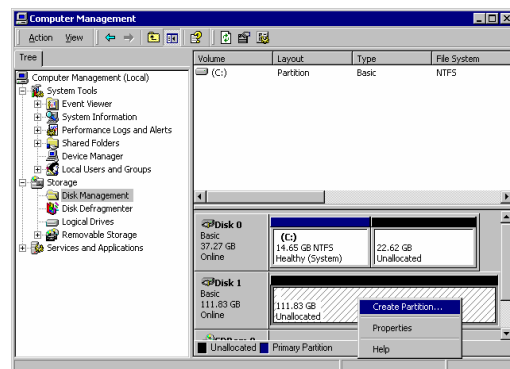 Computer Management
Action View
Tree
Volume Layout Type File System
(C:) Partition Basic NTFS
Computer Management (Local)
System Tools
Event Viewer
System Information
Performance Logs and Alerts
Shared Folders
Device Manager
Local Users and Groups
Storage
Disk Management
Disk Defragmenter
Logical Drives
Removable Storage
Services and Applications
Disk 0
Basic
37.27 GB
Online
(C:)
14.65 GB NTFS
Healthy (System)
22.62 GB
Unallocated
Disk 1
Basic
111.83 GB
Online
111.83 GB
Unallocated
Create Partition...
Properties
Help
CDRom 0
Unallocated Primary Partition